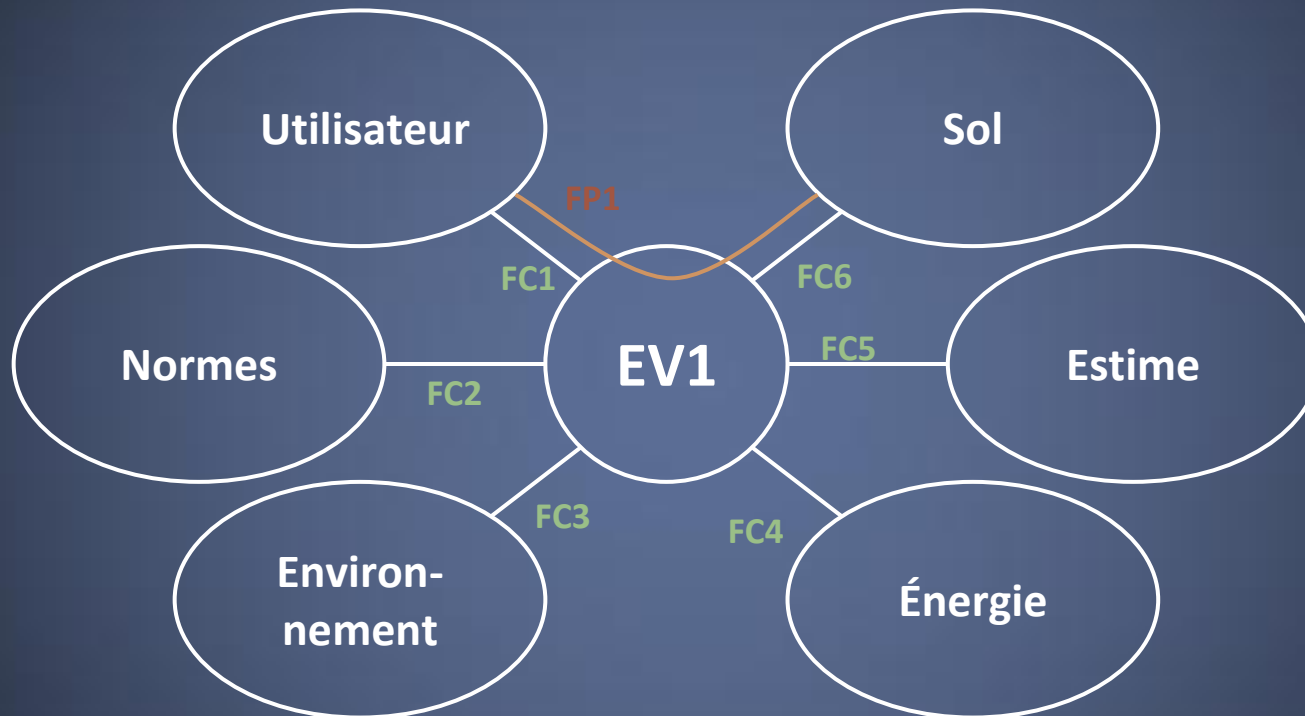 Utilisateur
Sol
FP1
FC1
FC6
Normes
FC2
EV1
FC5
Estime
FC3
FC4
Environ-
nement
Énergie